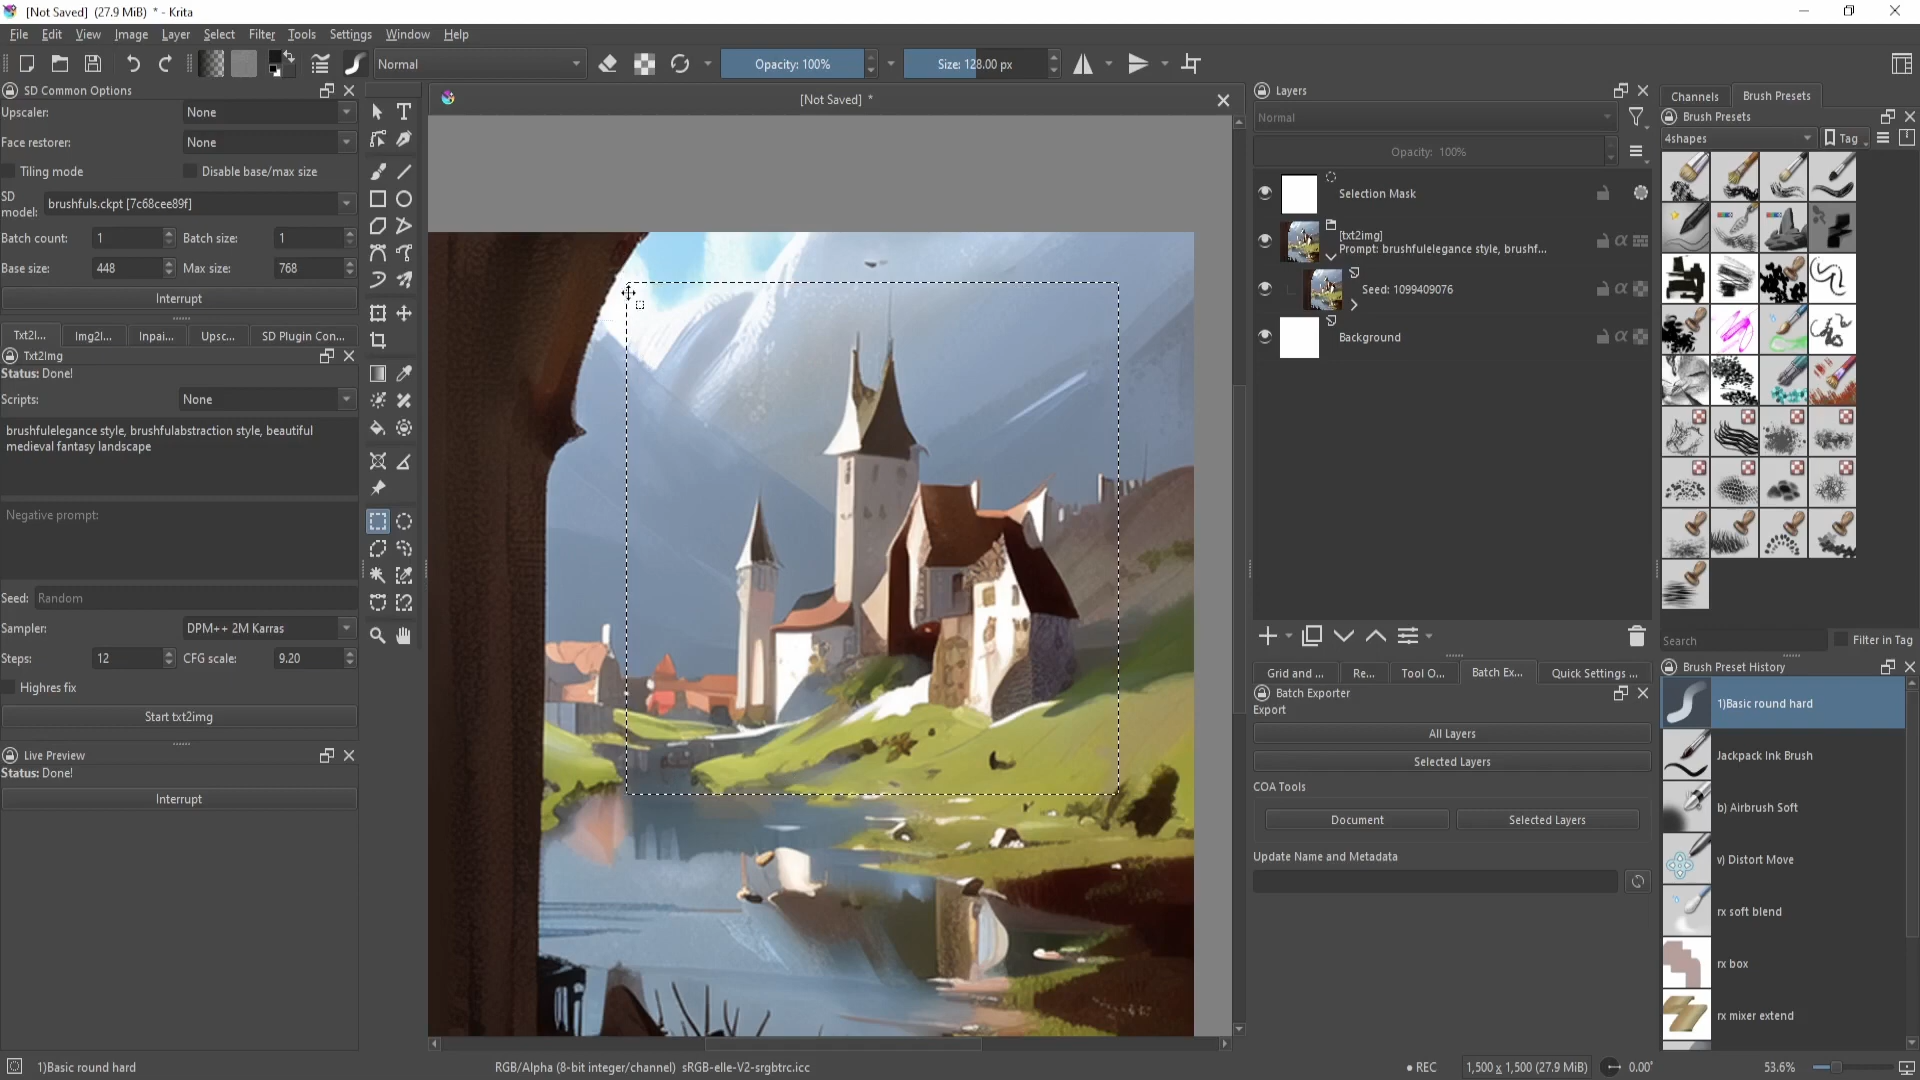 [Not Saved] (27.9 MiB) * - Krita
File Edit View Image Layer Select Filter Tools Settings Window Help
Normal
Opacity: 100%
Size: 128.00 px
SD Common Options
Upscaler: None
Face restorer: None
Tiling mode Disable base/max size
SD model: brushfuls.ckpt [7c68cee89f]
Batch count: 1 Batch size: 1
Base size: 448 Max size: 768
Interrupt
Txt2I... Img2I... Inpai... Upsc... SD Plugin Con...
Txt2Img
Status: Done!
Scripts: None
brushfulelegance style, brushfulabstraction style, beautiful
medieval fantasy landscape
Negative prompt:
Seed: Random
Sampler: DPM++ 2M Karras
Steps: 12 CFG scale: 9.20
Highres fix
Start txt2img
Live Preview
Status: Done!
Interrupt
[Not Saved] *
Layers
Normal
Opacity: 100%
Selection Mask
[txt2img]
Prompt: brushfulelegance style, brushf...
Seed: 1099409076
Background
Grid and ... Re... Tool O... Batch Ex... Quick Settings ...
Batch Exporter
Export
All Layers
Selected Layers
COA Tools
Document Selected Layers
Update Name and Metadata
Channels Brush Presets
Brush Presets
4shapes Tag
Search Filter in Tag
Brush Preset History
1)Basic round hard
Jackpack Ink Brush
b) Airbrush Soft
v) Distort Move
rx soft blend
rx box
rx mixer extend
1)Basic round hard
RGB/Alpha (8-bit integer/channel) sRGB-elle-V2-srgbtrc.icc
REC
1,500 x 1,500 (27.9 MiB)
0.00°
53.6%